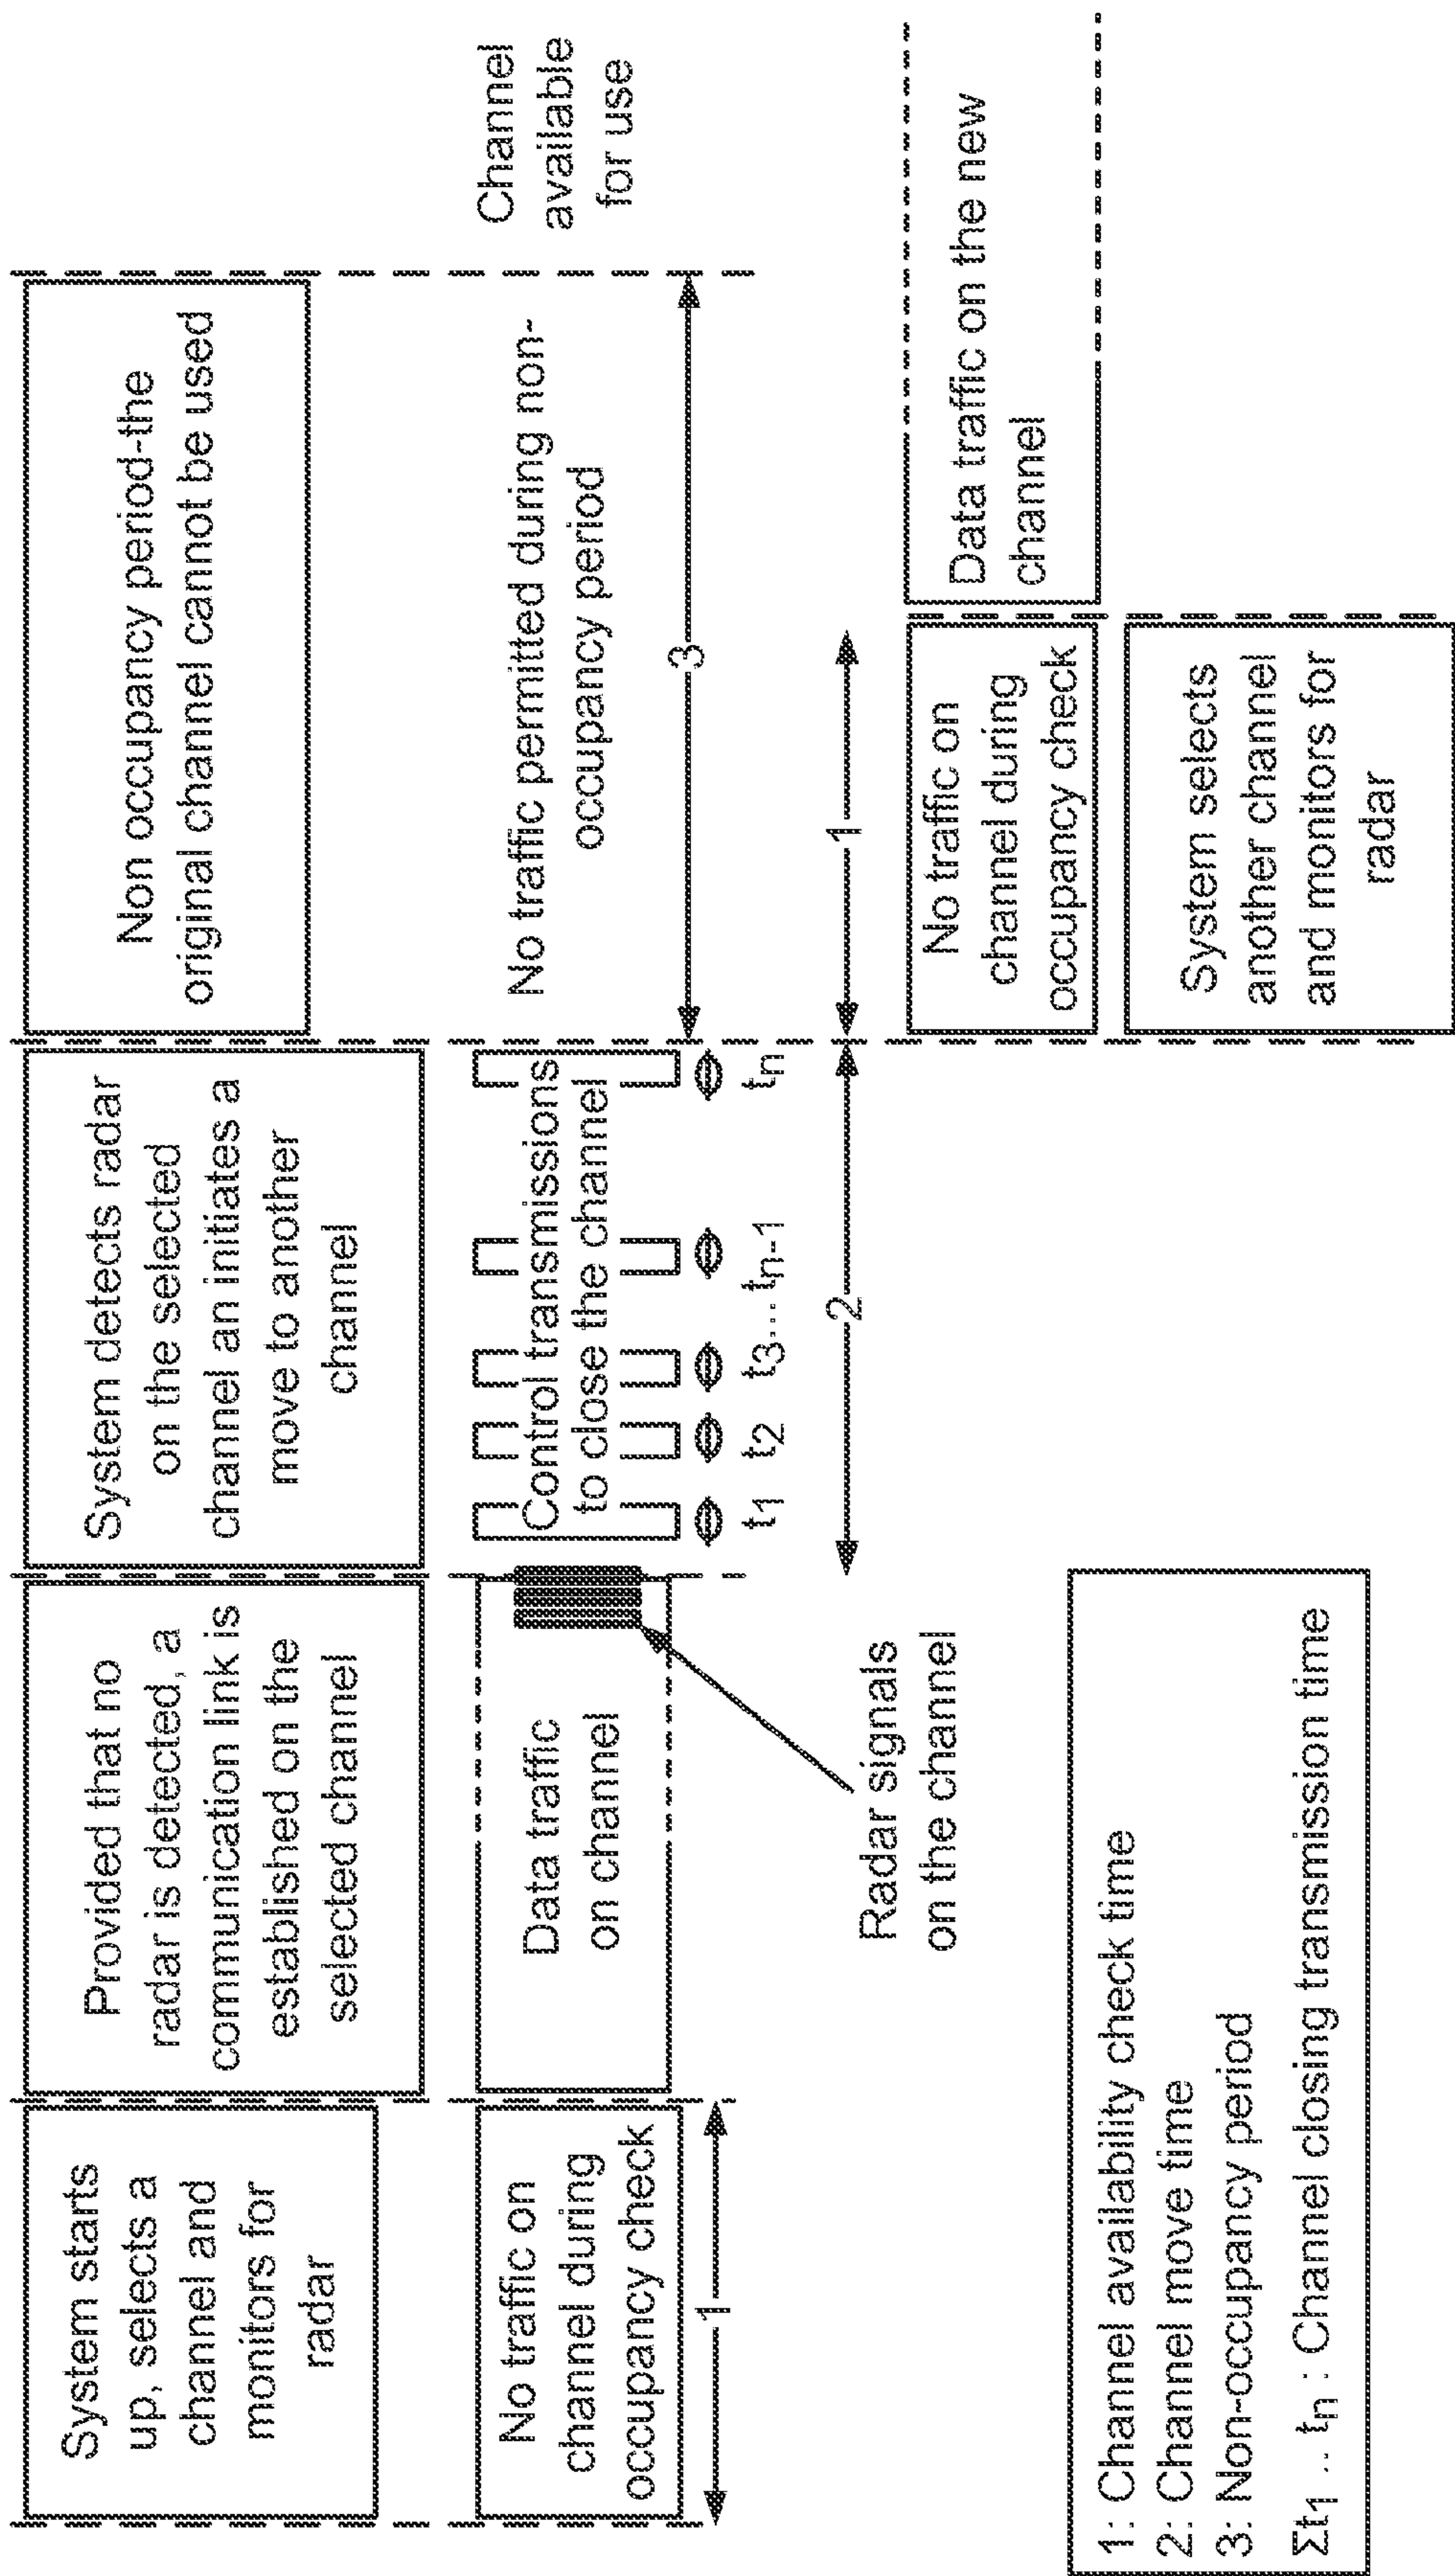 System starts
up, selects a
channel and
monitors for
radar
Provided that no
radar is detected, a
communication link is
established on the
selected channel
System detects radar
on the selected
channel an initiates a
move to another
channel
Non occupancy period-the
original channel cannot be used
No traffic on
channel during
occupancy check
1
Data traffic
on channel
Radar signals
on the channel
Control transmissions
to close the channel
t1 t2 t3... tn-1 tn
2
No traffic permitted during non-
occupancy period
3
Channel
available
for use
1
No traffic on
channel during
occupancy check
Data traffic on the new
channel
System selects
another channel
and monitors for
radar
1: Channel availability check time
2: Channel move time
3: Non-occupancy period
Σt1 .. tn : Channel closing transmission time